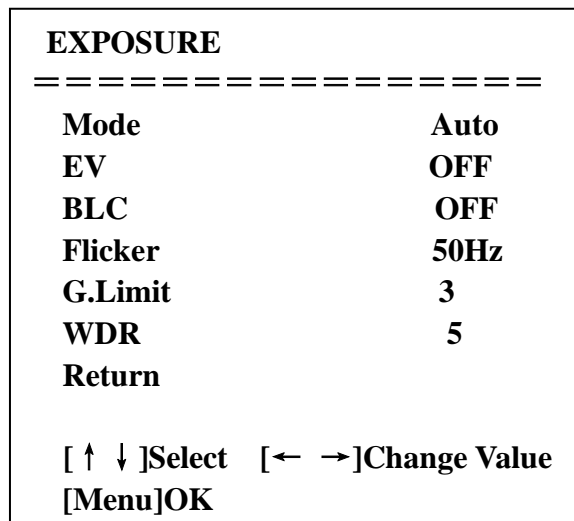 EXPOSURE
=================
Mode Auto
EV OFF
BLC OFF
Flicker 50Hz
G.Limit 3
WDR 5
Return
[ ↑ ↓ ]Select [← →]Change Value
[Menu]OK